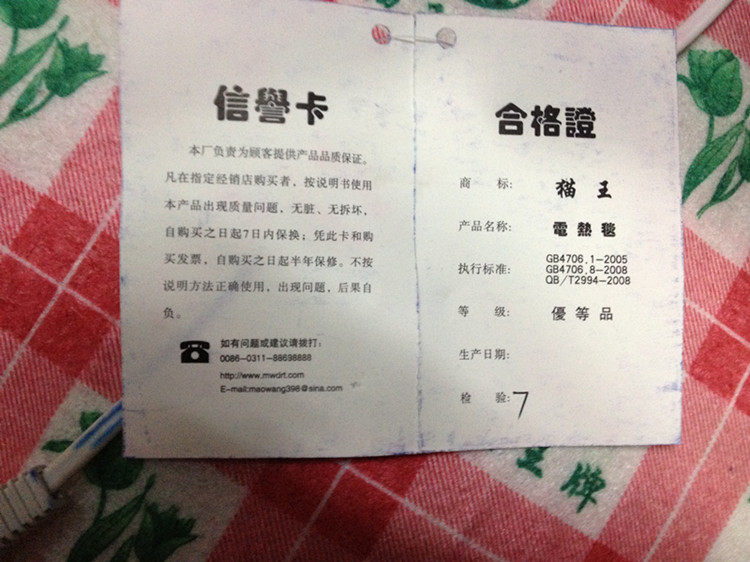 信譽卡
本厂负责为顾客提供产品品质保证。
凡在指定经销店购买者，按说明书使用
本产品出现质量问题，无脏、无拆坏，
自购买之日起7日内保换；凭此卡和购
买发票，自购买之日起半年保修。不按
说明方法正确使用，出现问题，后果自
负。
如有问题或建议请拨打：
0086-0311-88698888
http://www.mwdrt.com
E-mail:maowang398@sina.com
合格證
商 标: 猫王
产品名称: 電熱毯
执行标准: GB4706.1-2005
GB4706.8-2008
QB/T2994-2008
等 级: 優等品
生产日期:
检 验: 7
王牌